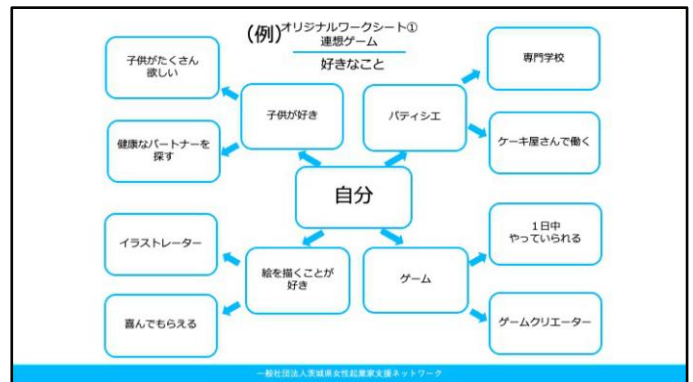 (例)オリジナルワークシート①
連想ゲーム
好きなこと
子供がたくさん
欲しい
子供が好き
健康なパートナーを
探す
パティシエ
専門学校
ケーキ屋さんで働く
自分
イラストレーター
絵を描くことが
好き
喜んでもらえる
ゲーム
1日中
やっていられる
ゲームクリエーター
一般社団法人茨城県女性起業家支援ネットワーク